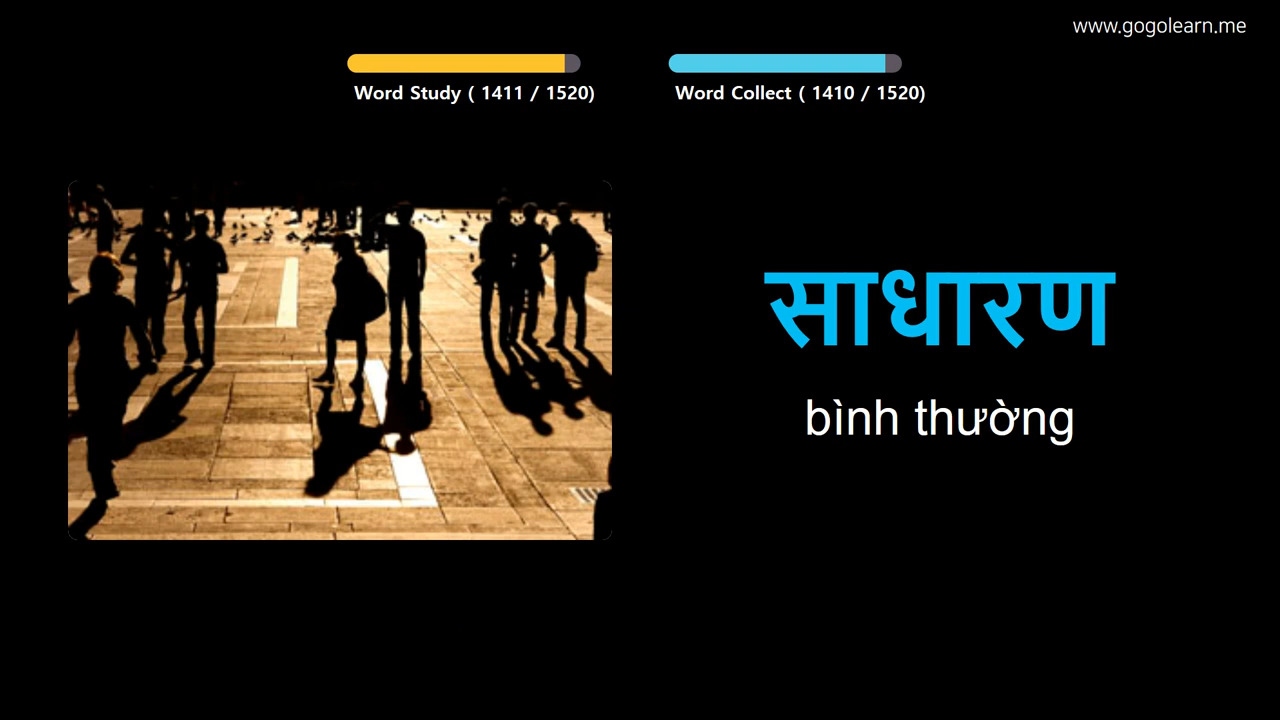 www.gogolearn.me
Word Study ( 1411 / 1520)
Word Collect ( 1410 / 1520)
साधारण
bình thường